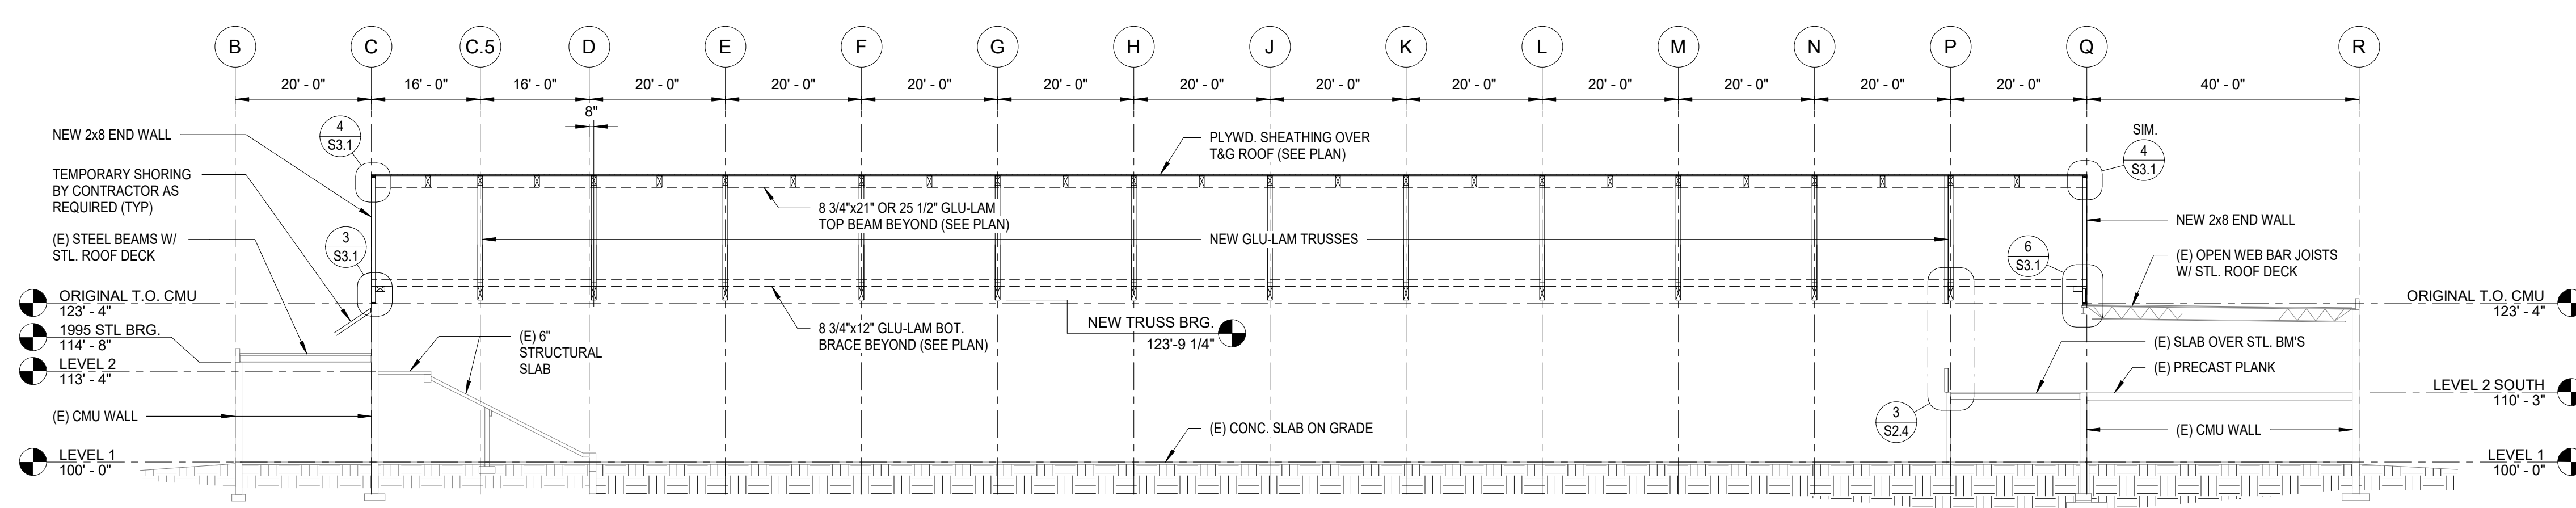 B C C.5 D E F G H J K L M N P Q R
20' - 0" 16' - 0" 16' - 0" 20' - 0" 20' - 0" 20' - 0" 20' - 0" 20' - 0" 20' - 0" 20' - 0" 20' - 0" 20' - 0" 20' - 0" 20' - 0" 40' - 0"
8"
NEW 2x8 END WALL
4
S3.1
TEMPORARY SHORING
BY CONTRACTOR AS
REQUIRED (TYP)
(E) STEEL BEAMS W/
STL. ROOF DECK
3
S3.1
ORIGINAL T.O. CMU
123' - 4"
1995 STL BRG.
114' - 8"
LEVEL 2
113' - 4"
(E) CMU WALL
LEVEL 1
100' - 0"
(E) 6"
STRUCTURAL
SLAB
PLYWD. SHEATHING OVER
T&G ROOF (SEE PLAN)
8 3/4"x21" OR 25 1/2" GLU-LAM
TOP BEAM BEYOND (SEE PLAN)
NEW GLU-LAM TRUSSES
8 3/4"x12" GLU-LAM BOT.
BRACE BEYOND (SEE PLAN)
NEW TRUSS BRG.
123'-9 1/4"
(E) CONC. SLAB ON GRADE
SIM.
4
S3.1
NEW 2x8 END WALL
6
S3.1
(E) OPEN WEB BAR JOISTS
W/ STL. ROOF DECK
ORIGINAL T.O. CMU
123' - 4"
(E) SLAB OVER STL. BM'S
(E) PRECAST PLANK
LEVEL 2 SOUTH
110' - 3"
3
S2.4
(E) CMU WALL
LEVEL 1
100' - 0"